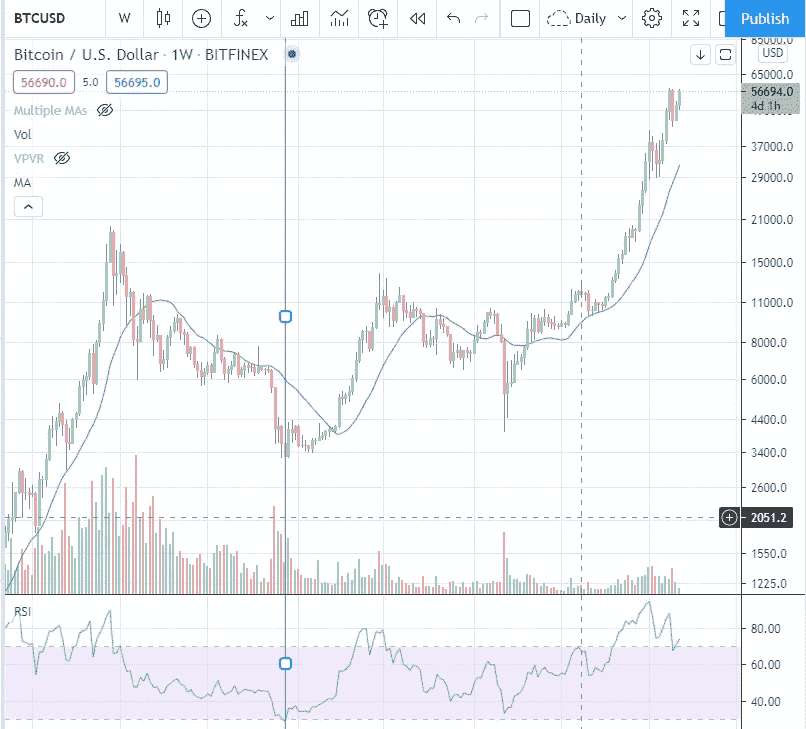 BTCUSD W fx Daily Publish
Bitcoin / U.S. Dollar · 1W · BITFINEX
USD
56690.0 5.0 56695.0
Multiple MAs
Vol
VPVR
MA
65000.0
56694.0
4d 1h
37000.0
29000.0
21000.0
15000.0
11000.0
8000.0
6000.0
4400.0
3400.0
2600.0
2051.2
1550.0
1225.0
RSI
80.00
60.00
40.00